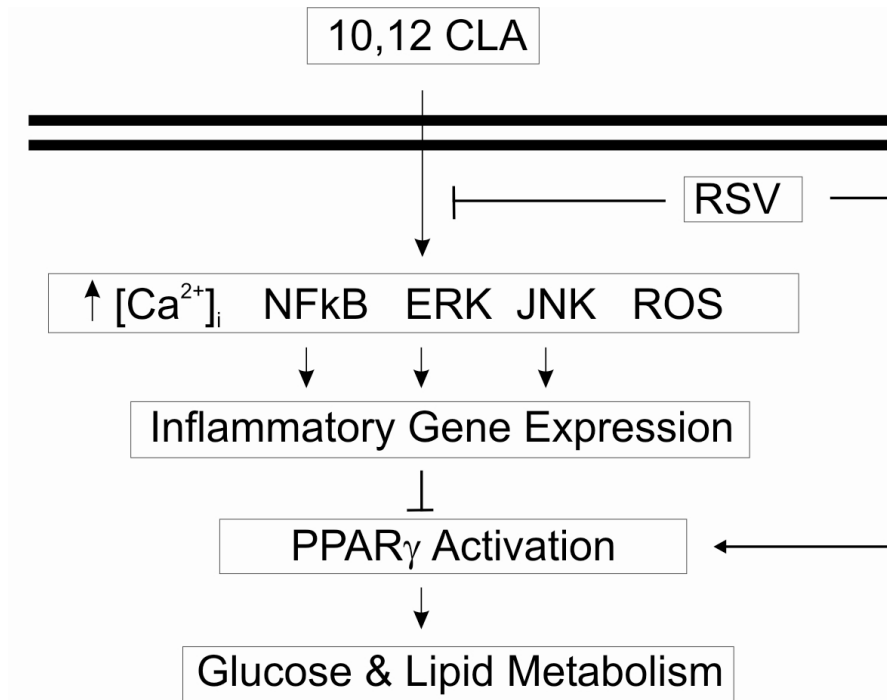 10,12 CLA
RSV
↑ [Ca²⁺]ᵢ NFkB ERK JNK ROS
Inflammatory Gene Expression
PPARγ Activation
Glucose & Lipid Metabolism